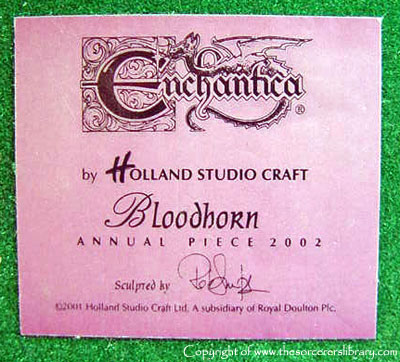 Enchantica ®
by HOLLAND STUDIO CRAFT
Bloodhorn
ANNUAL PIECE 2002
Sculpted by
©2001 Holland Studio Craft Ltd. A subsidiary of Royal Doulton Plc.
Copyright of www.thesorcererslibrary.com